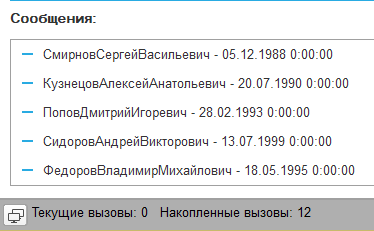 Сообщения:
— СмирновСергейВасильевич - 05.12.1988 0:00:00
— КузнецовАлексейАнатольевич - 20.07.1990 0:00:00
— ПоповДмитрийИгоревич - 28.02.1993 0:00:00
— СидоровАндрейВикторович - 13.07.1999 0:00:00
— ФедоровВладимирМихайлович - 18.05.1995 0:00:00
Текущие вызовы: 0 Накопленные вызовы: 12